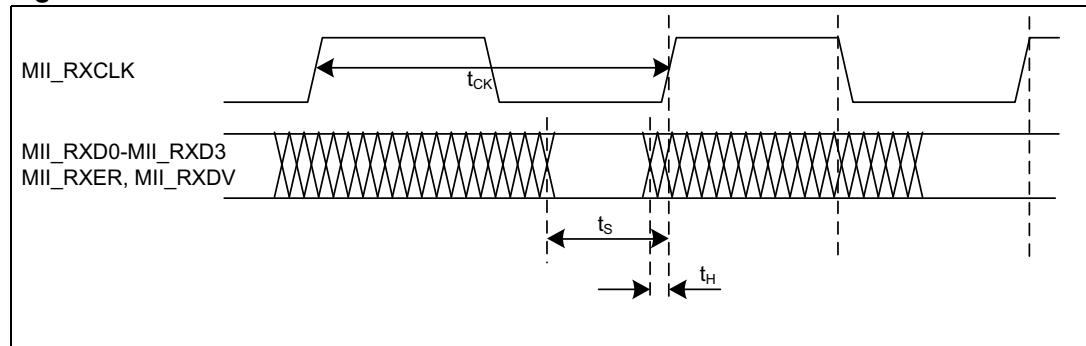 MII_RXCLK
tCK
MII_RXD0-MII_RXD3
MII_RXER, MII_RXDV
tS
tH